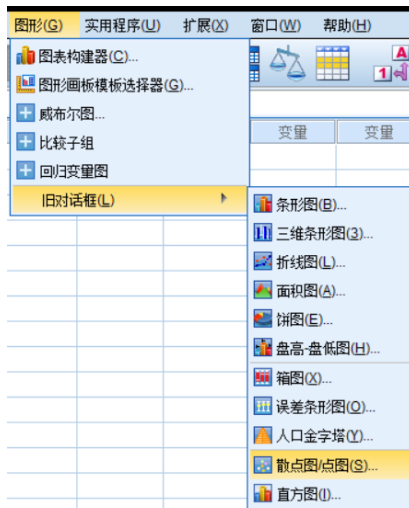 图形(G) 实用程序(U) 扩展(X) 窗口(W) 帮助(H)
图表构建器(C)...
图形画板模板选择器(G)...
威布尔图...
比较子组
回归变量图
旧对话框(L)
A
1
变量 变量
条形图(B)...
三维条形图(3)...
折线图(L)...
面积图(A)...
饼图(E)...
盘高-盘低图(H)...
箱图(X)...
误差条形图(O)...
人口金字塔(Y)...
散点图/点图(S)...
直方图(I)...